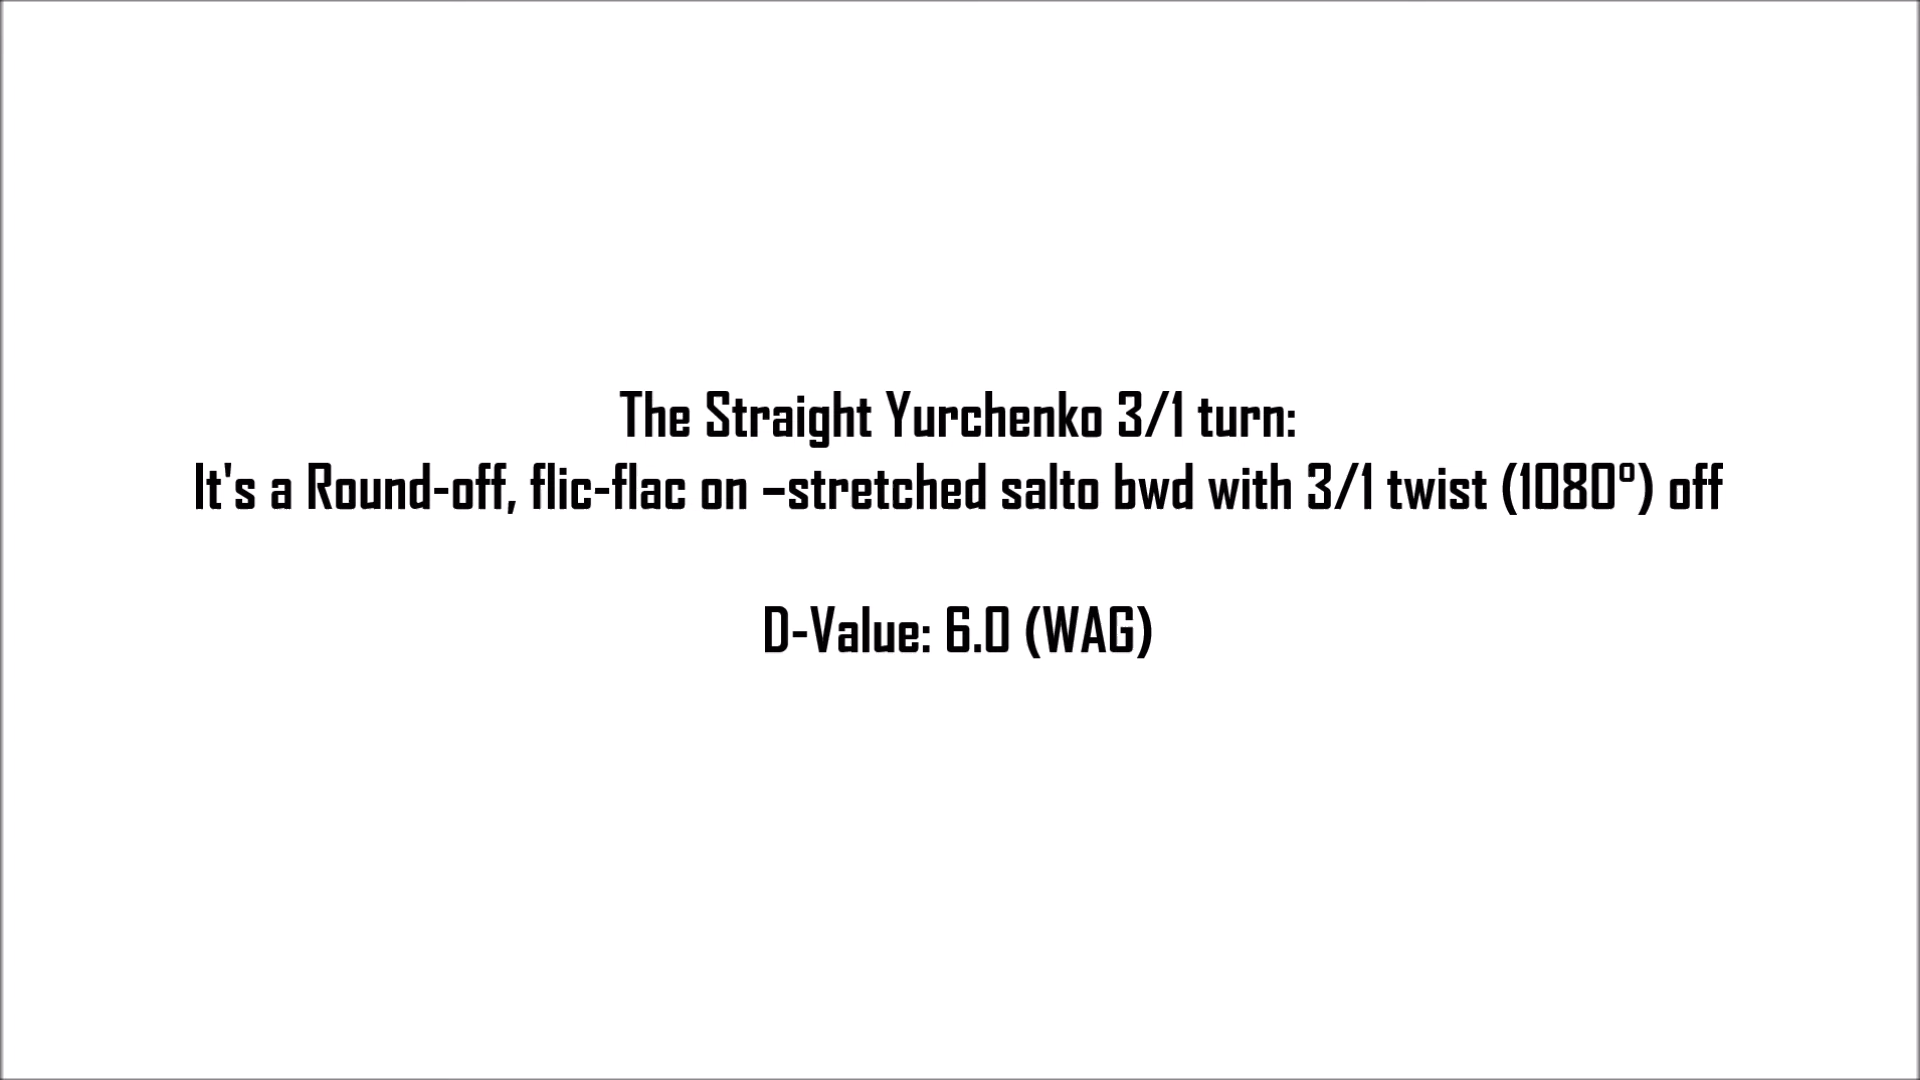 The Straight Yurchenko 3/1 turn:
It's a Round-off, flic-flac on –stretched salto bwd with 3/1 twist (1080º) off
D-Value: 6.0 (WAG)